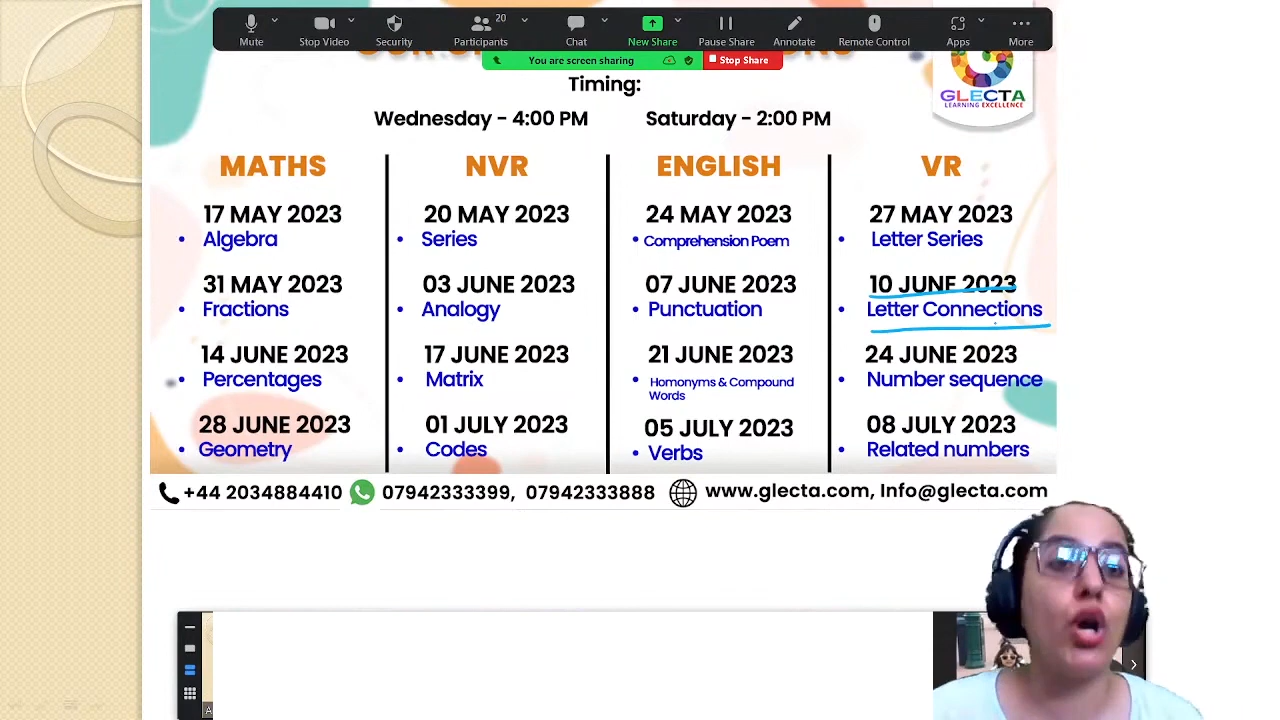 Mute
Stop Video
Security
Participants
20
Chat
New Share
Pause Share
Annotate
Remote Control
Apps
More
You are screen sharing
Stop Share
GLECTA
LEARNING EXCELLENCE
Timing:
Wednesday - 4:00 PM
Saturday - 2:00 PM
MATHS
17 MAY 2023
• Algebra
31 MAY 2023
• Fractions
14 JUNE 2023
• Percentages
28 JUNE 2023
• Geometry
NVR
20 MAY 2023
• Series
03 JUNE 2023
• Analogy
17 JUNE 2023
• Matrix
01 JULY 2023
• Codes
ENGLISH
24 MAY 2023
• Comprehension Poem
07 JUNE 2023
• Punctuation
21 JUNE 2023
• Homonyms & Compound
Words
05 JULY 2023
• Verbs
VR
27 MAY 2023
• Letter Series
10 JUNE 2023
• Letter Connections
24 JUNE 2023
• Number sequence
08 JULY 2023
• Related numbers
+44 2034884410
07942333399, 07942333888
www.glecta.com, Info@glecta.com